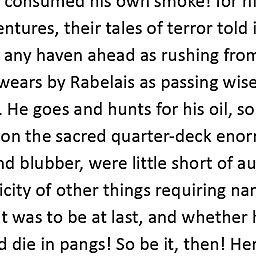 consumed his own smoke! for hi
entures, their tales of terror told i
any haven ahead as rushing from
wears by Rabelais as passing wise
. He goes and hunts for his oil, so
on the sacred quarter-deck enor
nd blubber, were little short of au
icity of other things requiring nar
t was to be at last, and whether h
d die in pangs! So be it, then! Her